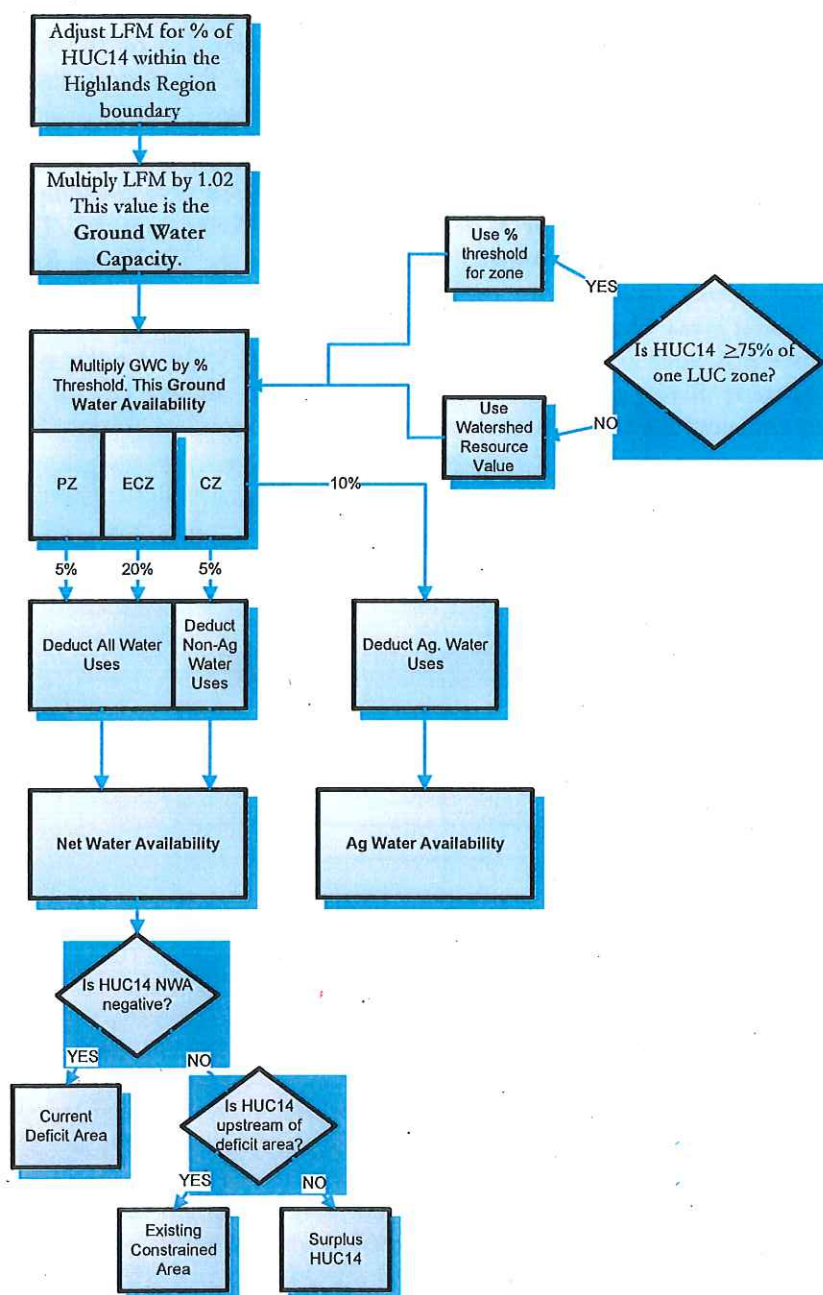 Adjust LFM for % of
HUC14 within the
Highlands Region
boundary
Multiply LFM by 1.02
This value is the
Ground Water
Capacity.
Use %
threshold
for zone
YES
Is HUC14 ≥75% of
one LUC zone?
NO
Use
Watershed
Resource
Value
Multiply GWC by %
Threshold. This Ground
Water Availability
PZ
ECZ
CZ
10%
5%
20%
5%
Deduct All Water
Uses
Deduct
Non-Ag
Water
Uses
Deduct Ag. Water
Uses
Net Water Availability
Ag Water Availability
Is HUC14 NWA
negative?
YES
NO
Current
Deficit Area
Is HUC14
upstream of
deficit area?
YES
NO
Existing
Constrained
Area
Surplus
HUC14